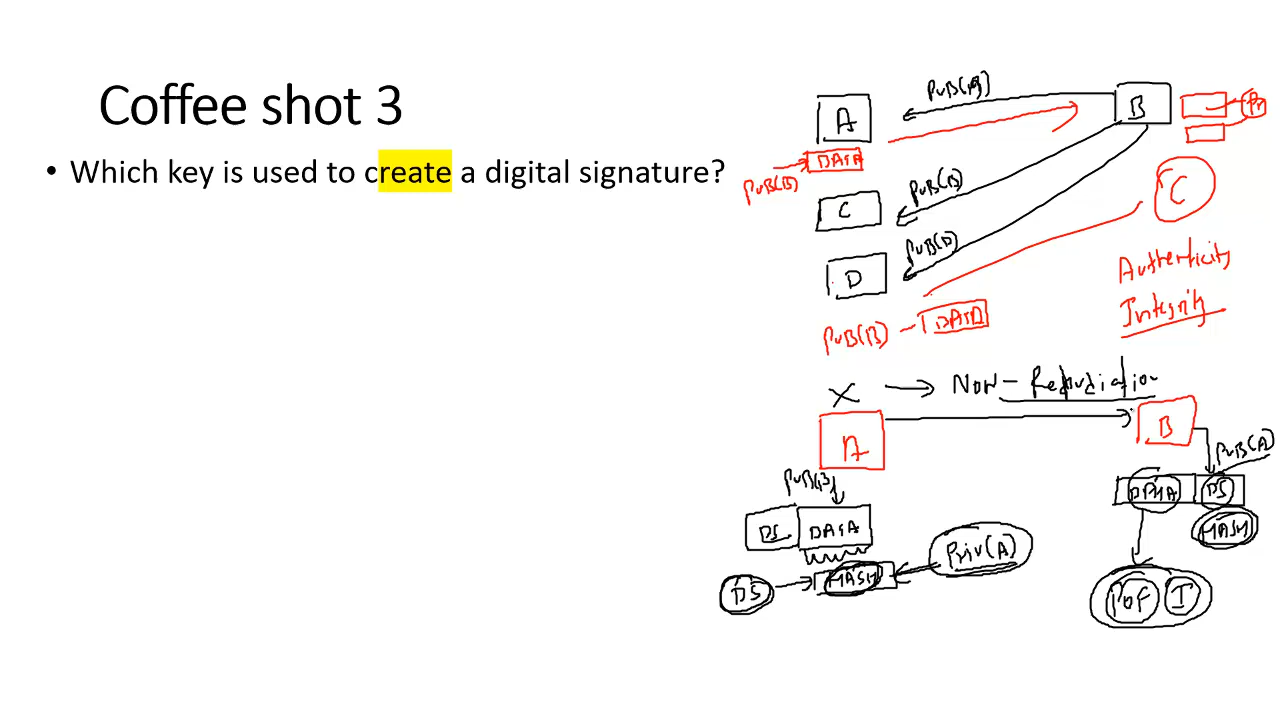 Coffee shot 3
• Which key is used to create a digital signature?
PUB(B)
A
B
DATA
PUB(B)
PUB(B)
C
C
PUB(D)
D
Authenticity
Integrity
DATA
PUB(B)
X → Non-Repudiation
A
B
PUB(A)
DATA DS
DS DATA
HASH
Priv(A)
HASH
DS
POF I